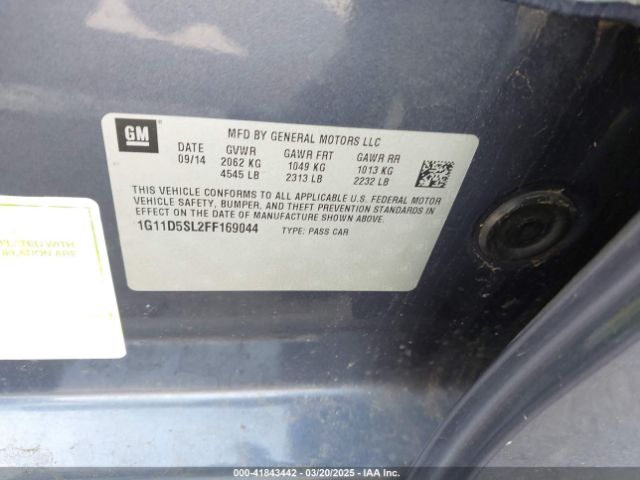 GM
MFD BY GENERAL MOTORS LLC
DATE GVWR GAWR FRT GAWR RR
09/14 2062 KG 1049 KG 1013 KG
4545 LB 2313 LB 2232 LB
THIS VEHICLE CONFORMS TO ALL APPLICABLE U.S. FEDERAL MOTOR
VEHICLE SAFETY, BUMPER, AND THEFT PREVENTION STANDARDS
IN EFFECT ON THE DATE OF MANUFACTURE SHOWN ABOVE.
1G11D5SL2FF169044 TYPE: PASS CAR
WITH
ARE
000-41843442 | 03/20/2025 | IAA Inc.